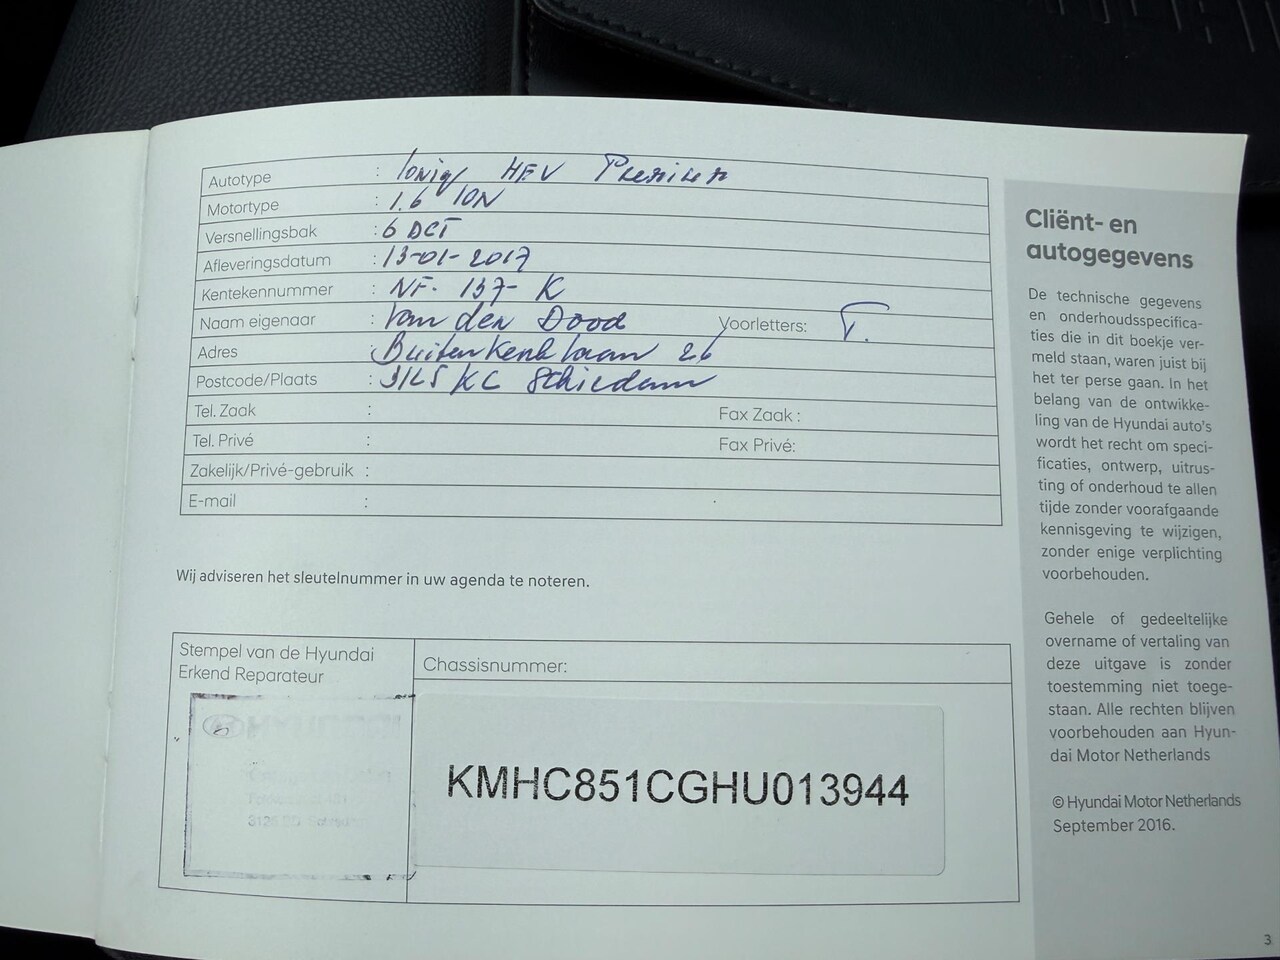 Autotype : Ioniq HEV Premium
Motortype : 1.6 ION
Versnellingsbak : 6 DCT
Afleveringsdatum : 13-01-2017
Kentekennummer : NF-137-K
Naam eigenaar : Van den Dood Voorletters: T.
Adres : 26
Postcode/Plaats : KC Schiedam
Tel. Zaak : Fax Zaak :
Tel. Privé : Fax Privé:
Zakelijk/Privé-gebruik :
E-mail :
Wij adviseren het sleutelnummer in uw agenda te noteren.
Stempel van de Hyundai
Erkend Reparateur
Chassisnummer:
HYUNDAI
KMHC851CGHU013944
Cliënt- en
autogegevens
De technische gegevens
en onderhoudsspecifica-
ties die in dit boekje ver-
meld staan, waren juist bij
het ter perse gaan. In het
belang van de ontwikke-
ling van de Hyundai auto's
wordt het recht om speci-
ficaties, ontwerp, uitrus-
ting of onderhoud te allen
tijde zonder voorafgaande
kennisgeving te wijzigen,
zonder enige verplichting
voorbehouden.
Gehele of gedeeltelijke
overname of vertaling van
deze uitgave is zonder
toestemming niet toege-
staan. Alle rechten blijven
voorbehouden aan Hyun-
dai Motor Netherlands
© Hyundai Motor Netherlands
September 2016.
3